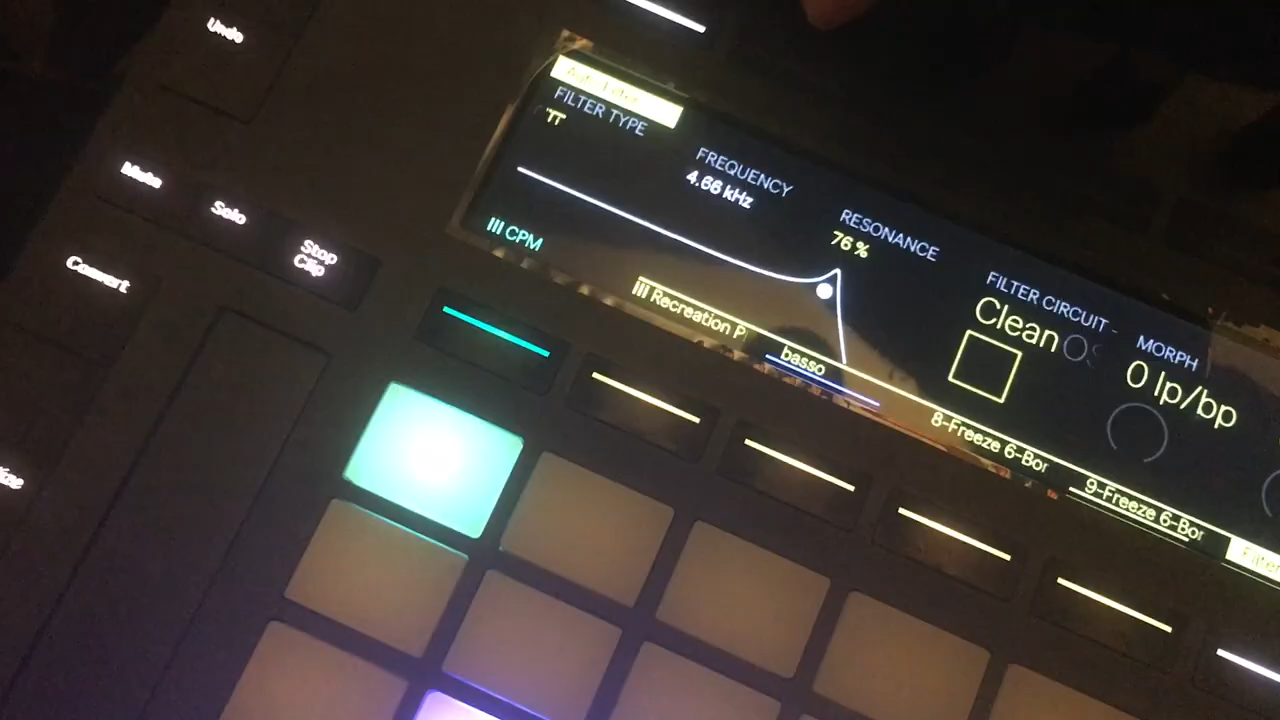 Undo
Mute
Solo
Stop
Clip
Convert
FILTER TYPE
FREQUENCY
4.66 kHz
RESONANCE
76 %
FILTER CIRCUIT -
Clean
MORPH
0 lp/bp
CPM
Recreation P
basso
8-Freeze 6-Bor
9-Freeze 6-Bor
Filter